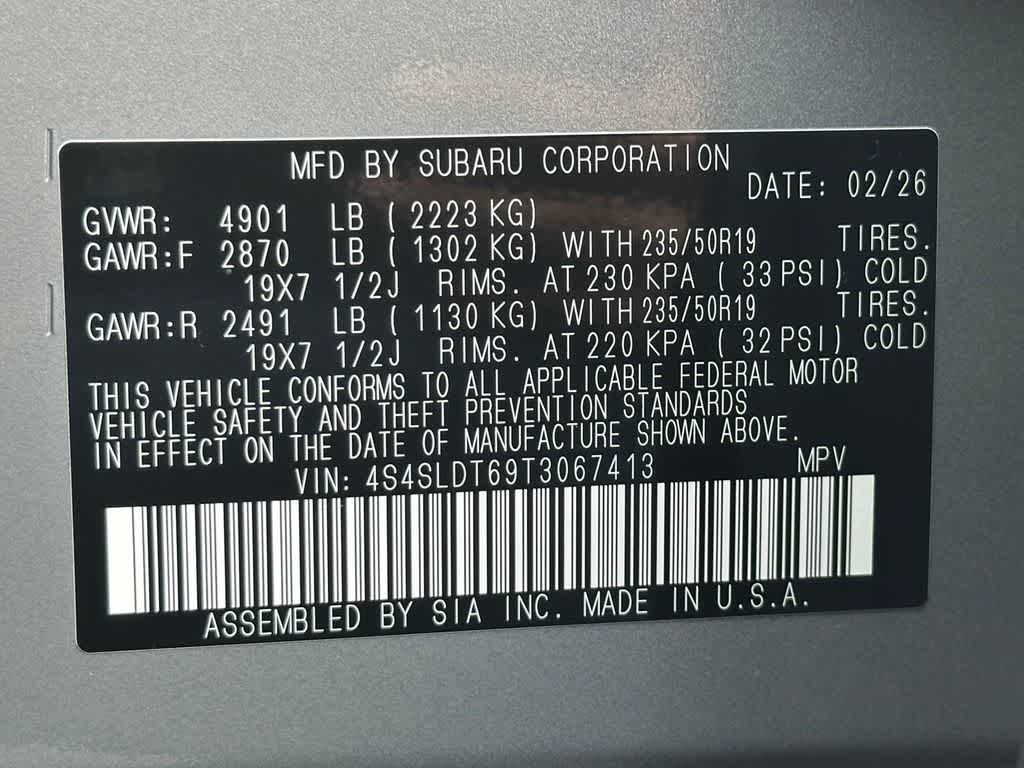 MFD BY SUBARU CORPORATION
DATE: 02/26
GVWR: 4901 LB ( 2223 KG)
GAWR:F 2870 LB ( 1302 KG) WITH 235/50R19 TIRES.
19X7 1/2J RIMS. AT 230 KPA ( 33 PSI) COLD
GAWR:R 2491 LB ( 1130 KG) WITH 235/50R19 TIRES.
19X7 1/2J RIMS. AT 220 KPA ( 32 PSI) COLD
THIS VEHICLE CONFORMS TO ALL APPLICABLE FEDERAL MOTOR
VEHICLE SAFETY AND THEFT PREVENTION STANDARDS
IN EFFECT ON THE DATE OF MANUFACTURE SHOWN ABOVE.
VIN: 4S4SLDT69T3067413 MPV
ASSEMBLED BY SIA INC. MADE IN U.S.A.